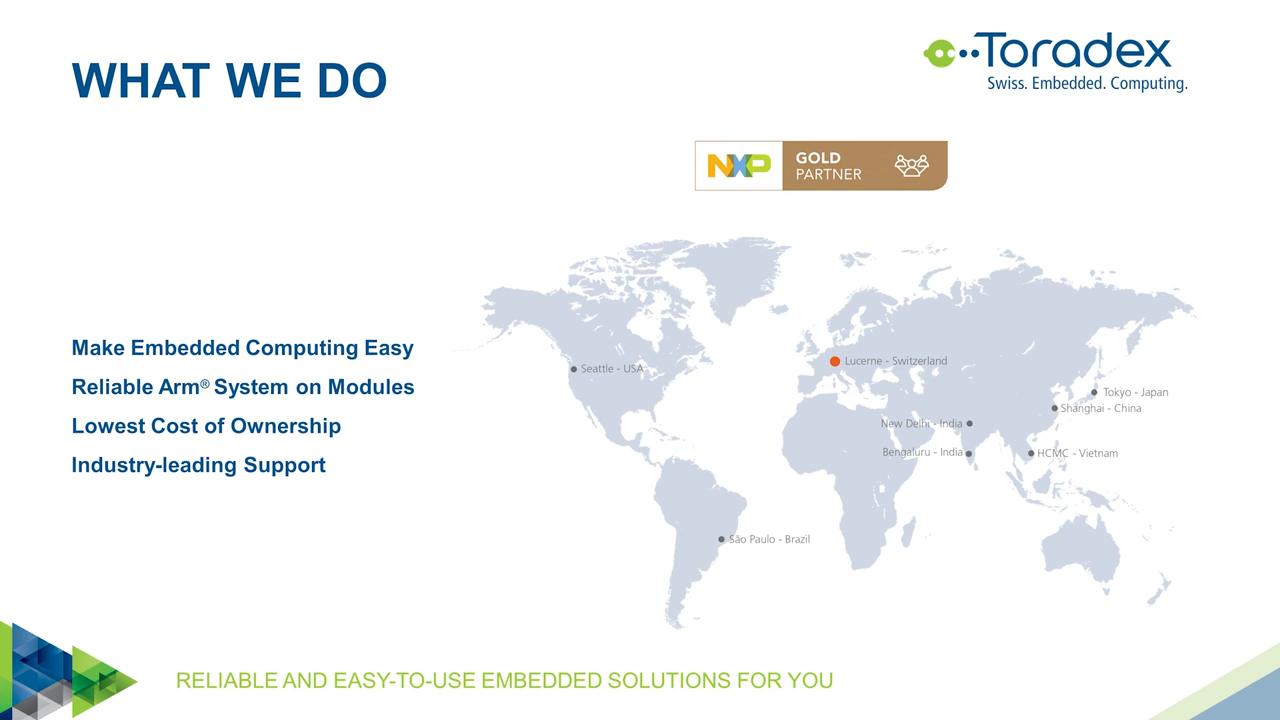 WHAT WE DO
Toradex
Swiss. Embedded. Computing.
NXP
GOLD
PARTNER
Make Embedded Computing Easy
Reliable Arm® System on Modules
Lowest Cost of Ownership
Industry-leading Support
Seattle - USA
Lucerne - Switzerland
Tokyo - Japan
Shanghai - China
New Delhi - India
Bengaluru - India
HCMC - Vietnam
São Paulo - Brazil
RELIABLE AND EASY-TO-USE EMBEDDED SOLUTIONS FOR YOU